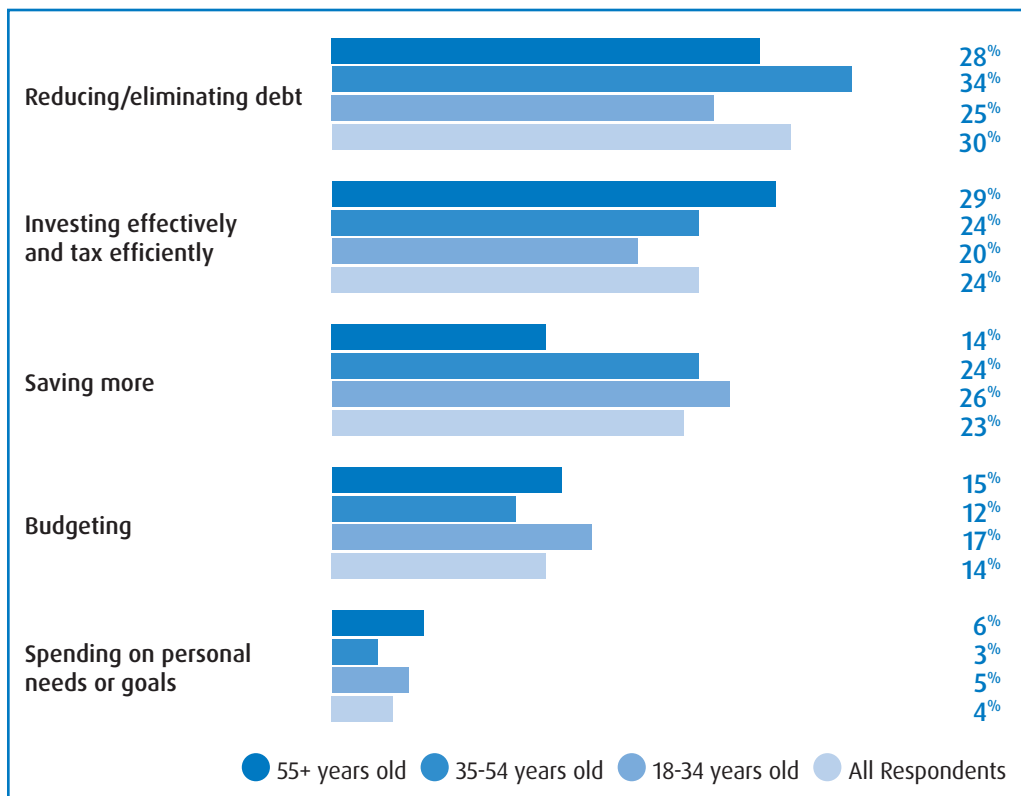 Reducing/eliminating debt
28%
34%
25%
30%
Investing effectively
and tax efficiently
29%
24%
20%
24%
Saving more
14%
24%
26%
23%
Budgeting
15%
12%
17%
14%
Spending on personal
needs or goals
6%
3%
5%
4%
55+ years old 35-54 years old 18-34 years old All Respondents